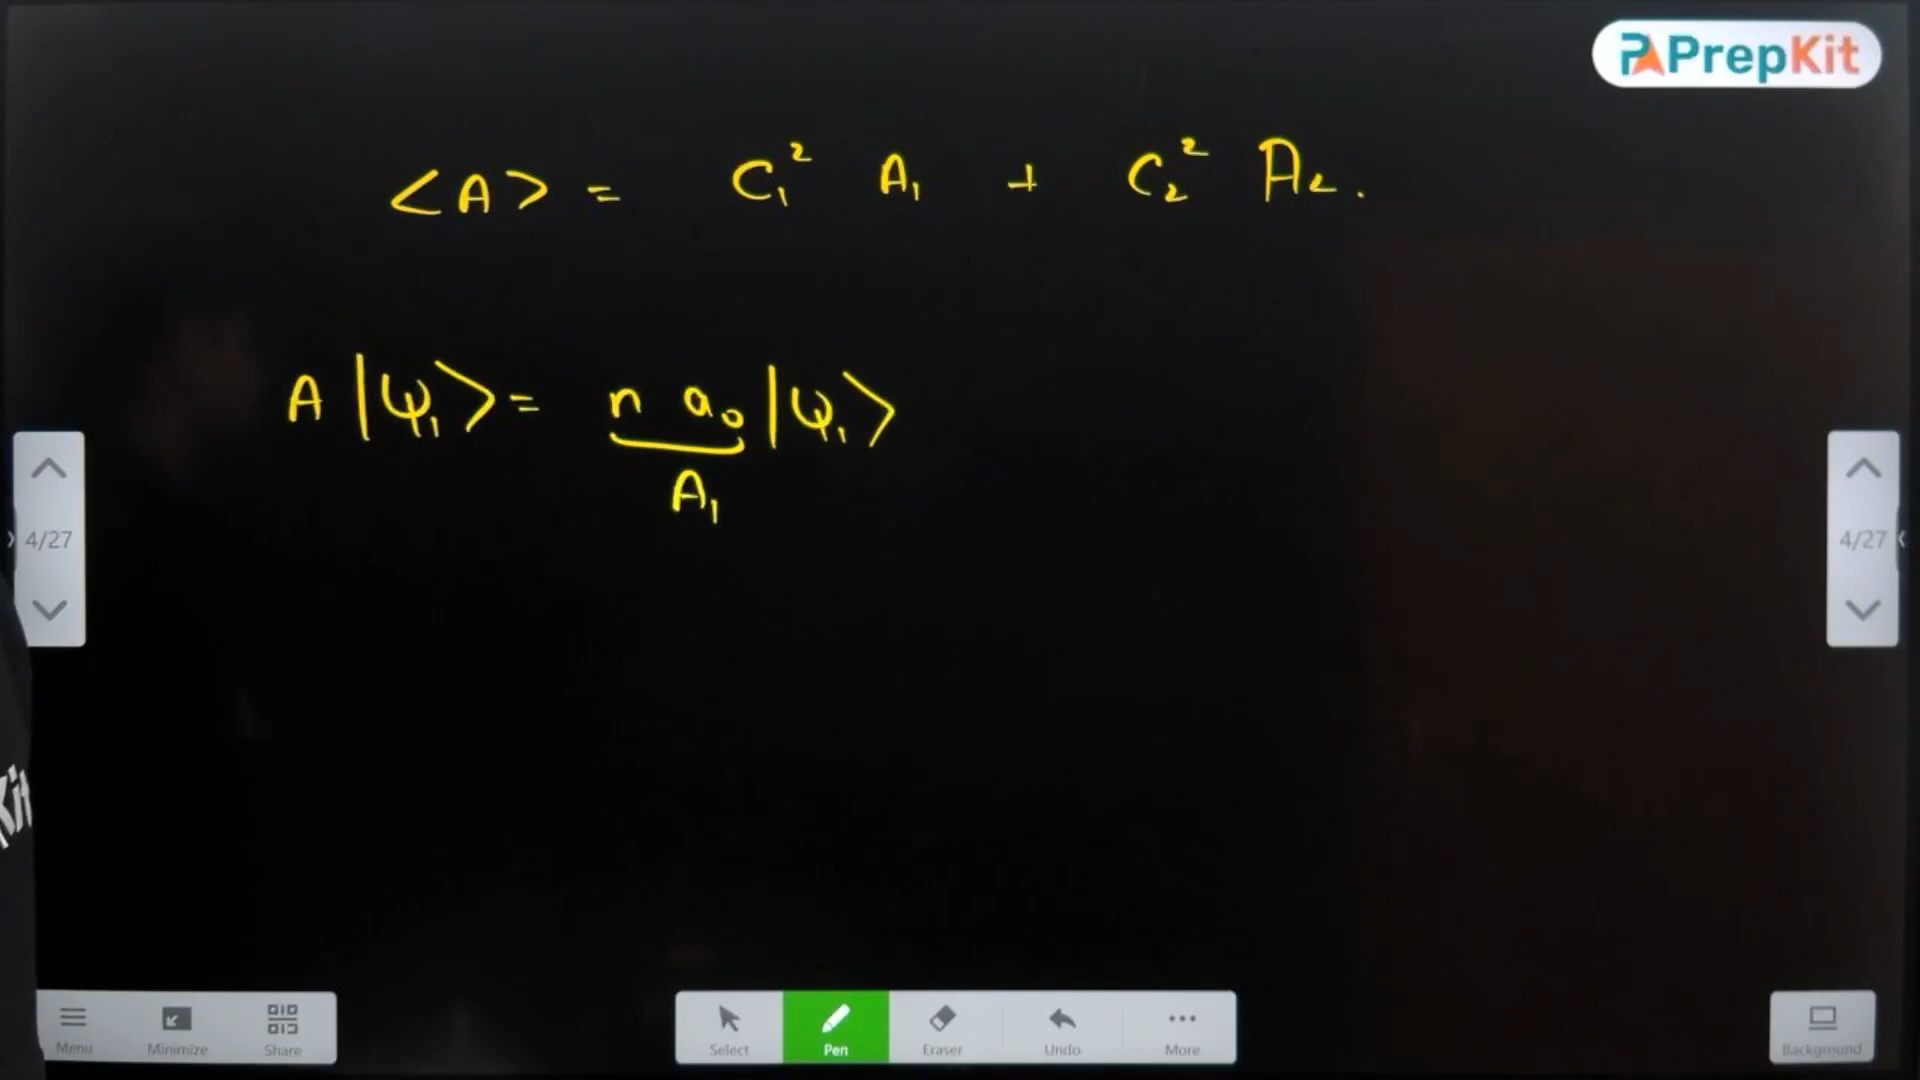 PrepKit
<A> = C₁² A₁ + C₂² A₂.
A |ψ₁> = n a₀ |ψ₁>
A₁
4/27
4/27
Kit
Menu
Minimize
Share
Select
Pen
Eraser
Undo
More
Background